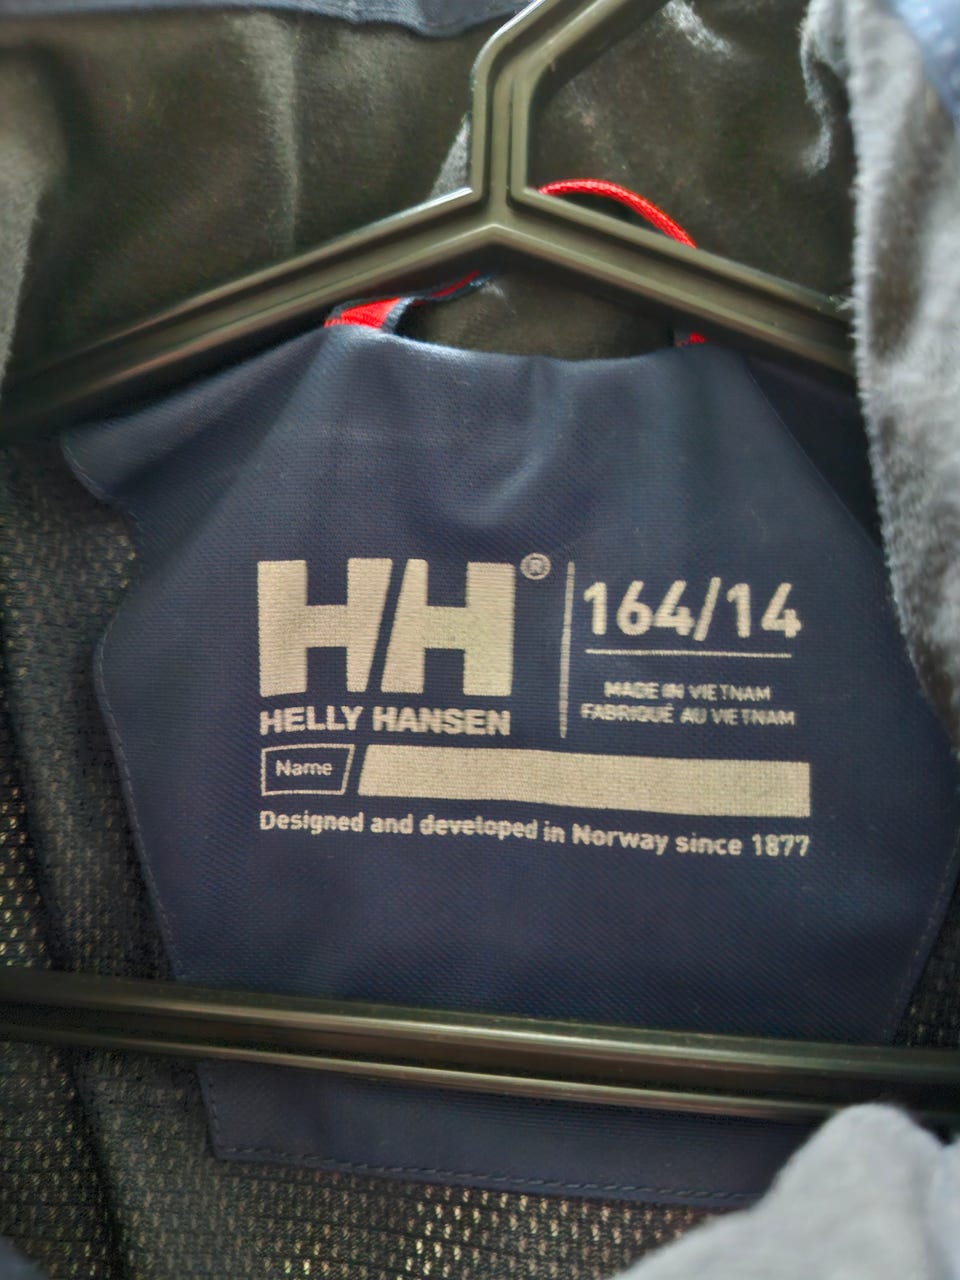 HH®
HELLY HANSEN
164/14
MADE IN VIETNAM
FABRIQUÉ AU VIETNAM
Name
Designed and developed in Norway since 1877